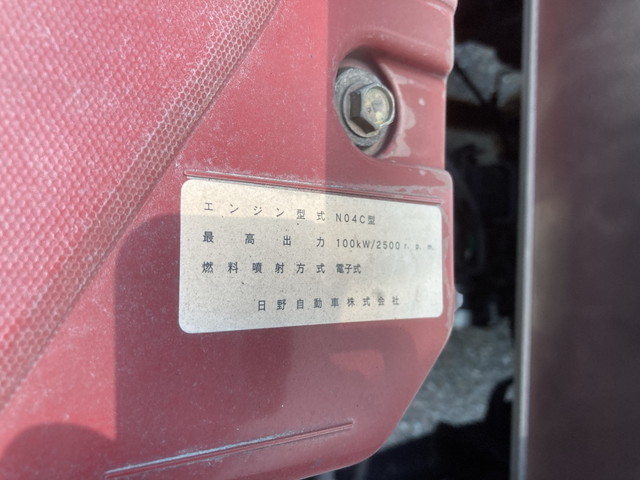 エンジン型式 N04C型
最高出力 100kW/2500r.p.m.
燃料噴射方式 電子式
日野自動車株式会社